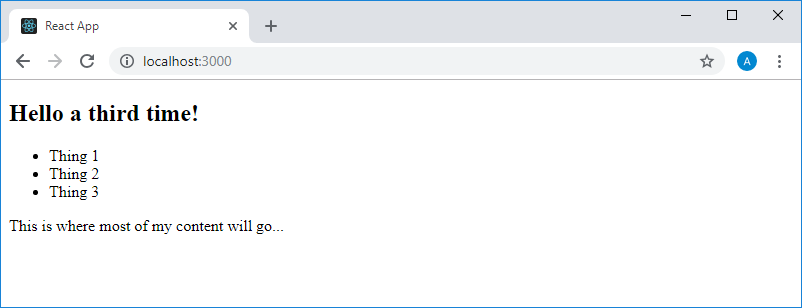 React App
localhost:3000
A
Hello a third time!
Thing 1
Thing 2
Thing 3
This is where most of my content will go...